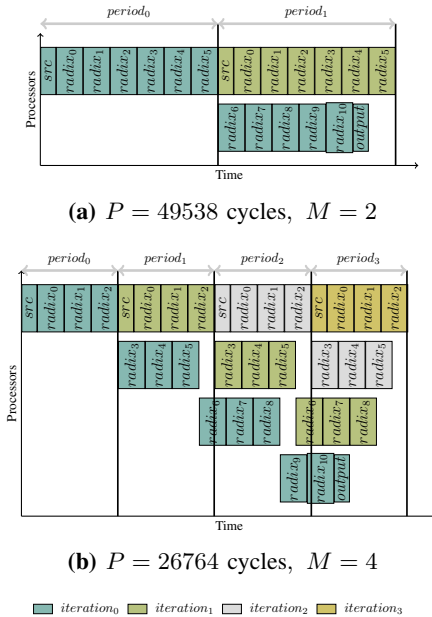 period0 period1
Processors
src radix0 radix1 radix2 radix3 radix4 radix5 src radix0 radix1 radix2 radix3 radix4 radix5
radix6 radix7 radix8 radix9 radix10 output
Time
(a) P = 49538 cycles, M = 2
period0 period1 period2 period3
Processors
src radix0 radix1 radix2 src radix0 radix1 radix2 src radix0 radix1 radix2 src radix0 radix1 radix2
radix3 radix4 radix5 radix3 radix4 radix5 radix3 radix4 radix5
radix6 radix7 radix8 radix6 radix7 radix8
radix9 radix10 output
Time
(b) P = 26764 cycles, M = 4
iteration0 iteration1 iteration2 iteration3